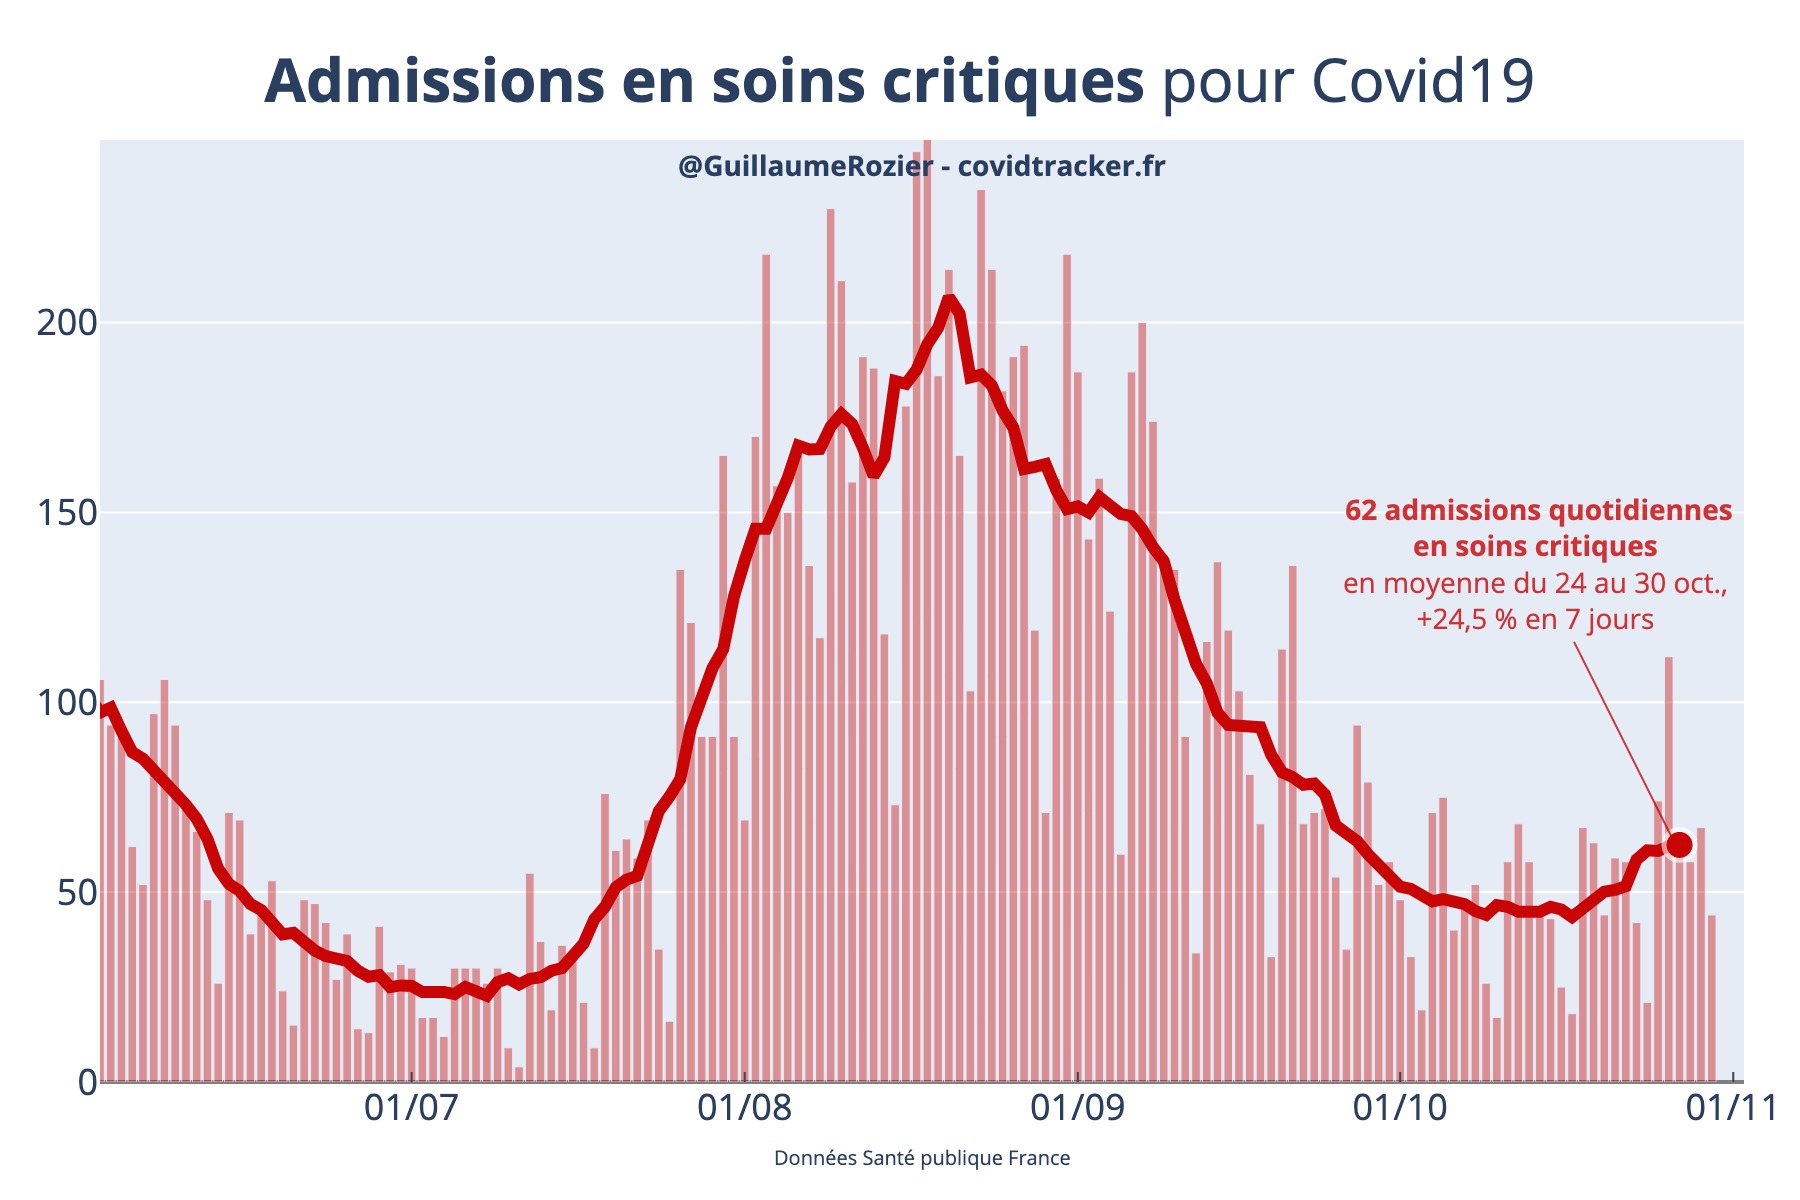 Admissions en soins critiques pour Covid19
@GuillaumeRozier - covidtracker.fr
200
150
100
50
0
62 admissions quotidiennes
en soins critiques
en moyenne du 24 au 30 oct.,
+24,5 % en 7 jours
01/07
01/08
01/09
01/10
01/11
Données Santé publique France